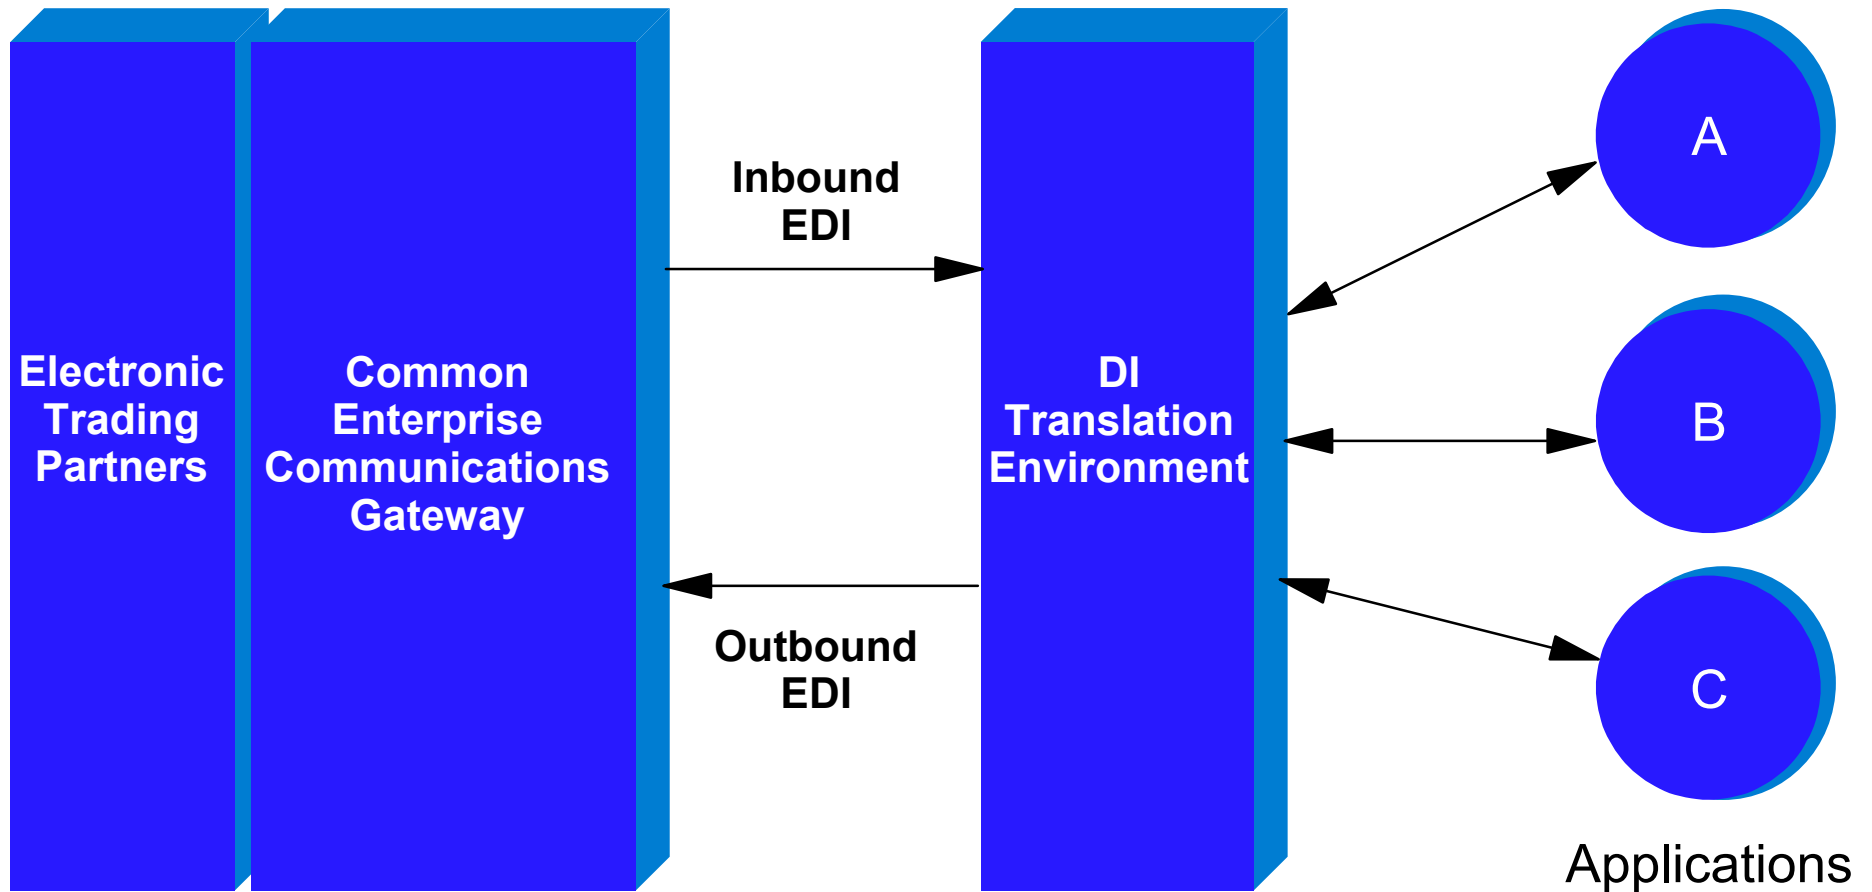 Electronic
Trading
Partners
Common
Enterprise
Communications
Gateway
Inbound
EDI
Outbound
EDI
DI
Translation
Environment
A
B
C
Applications